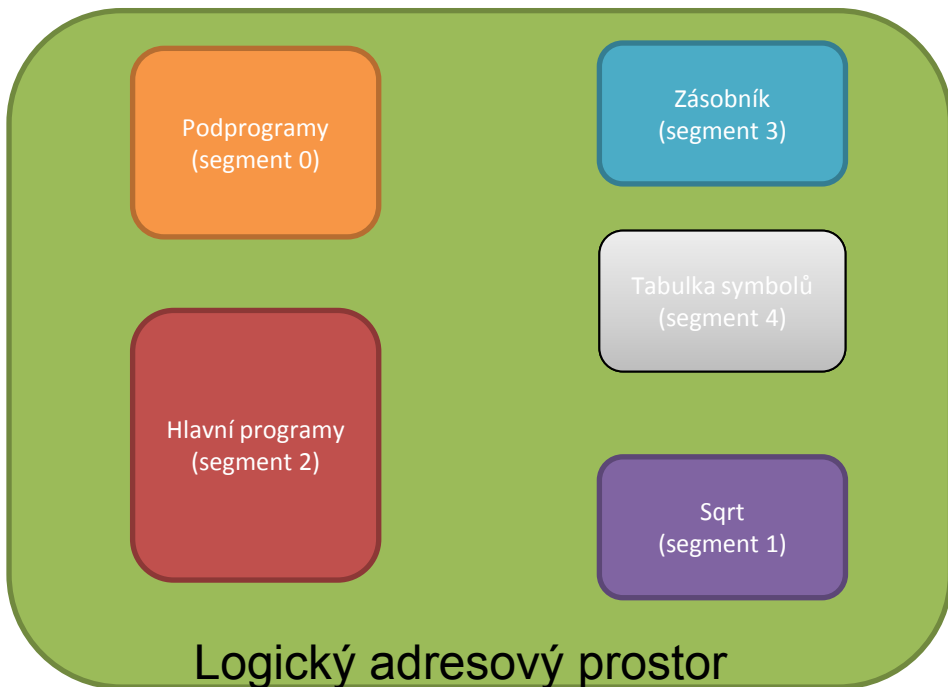 Podprogramy
(segment 0)
Zásobník
(segment 3)
Tabulka symbolů
(segment 4)
Hlavní programy
(segment 2)
Sqrt
(segment 1)
Logický adresový prostor